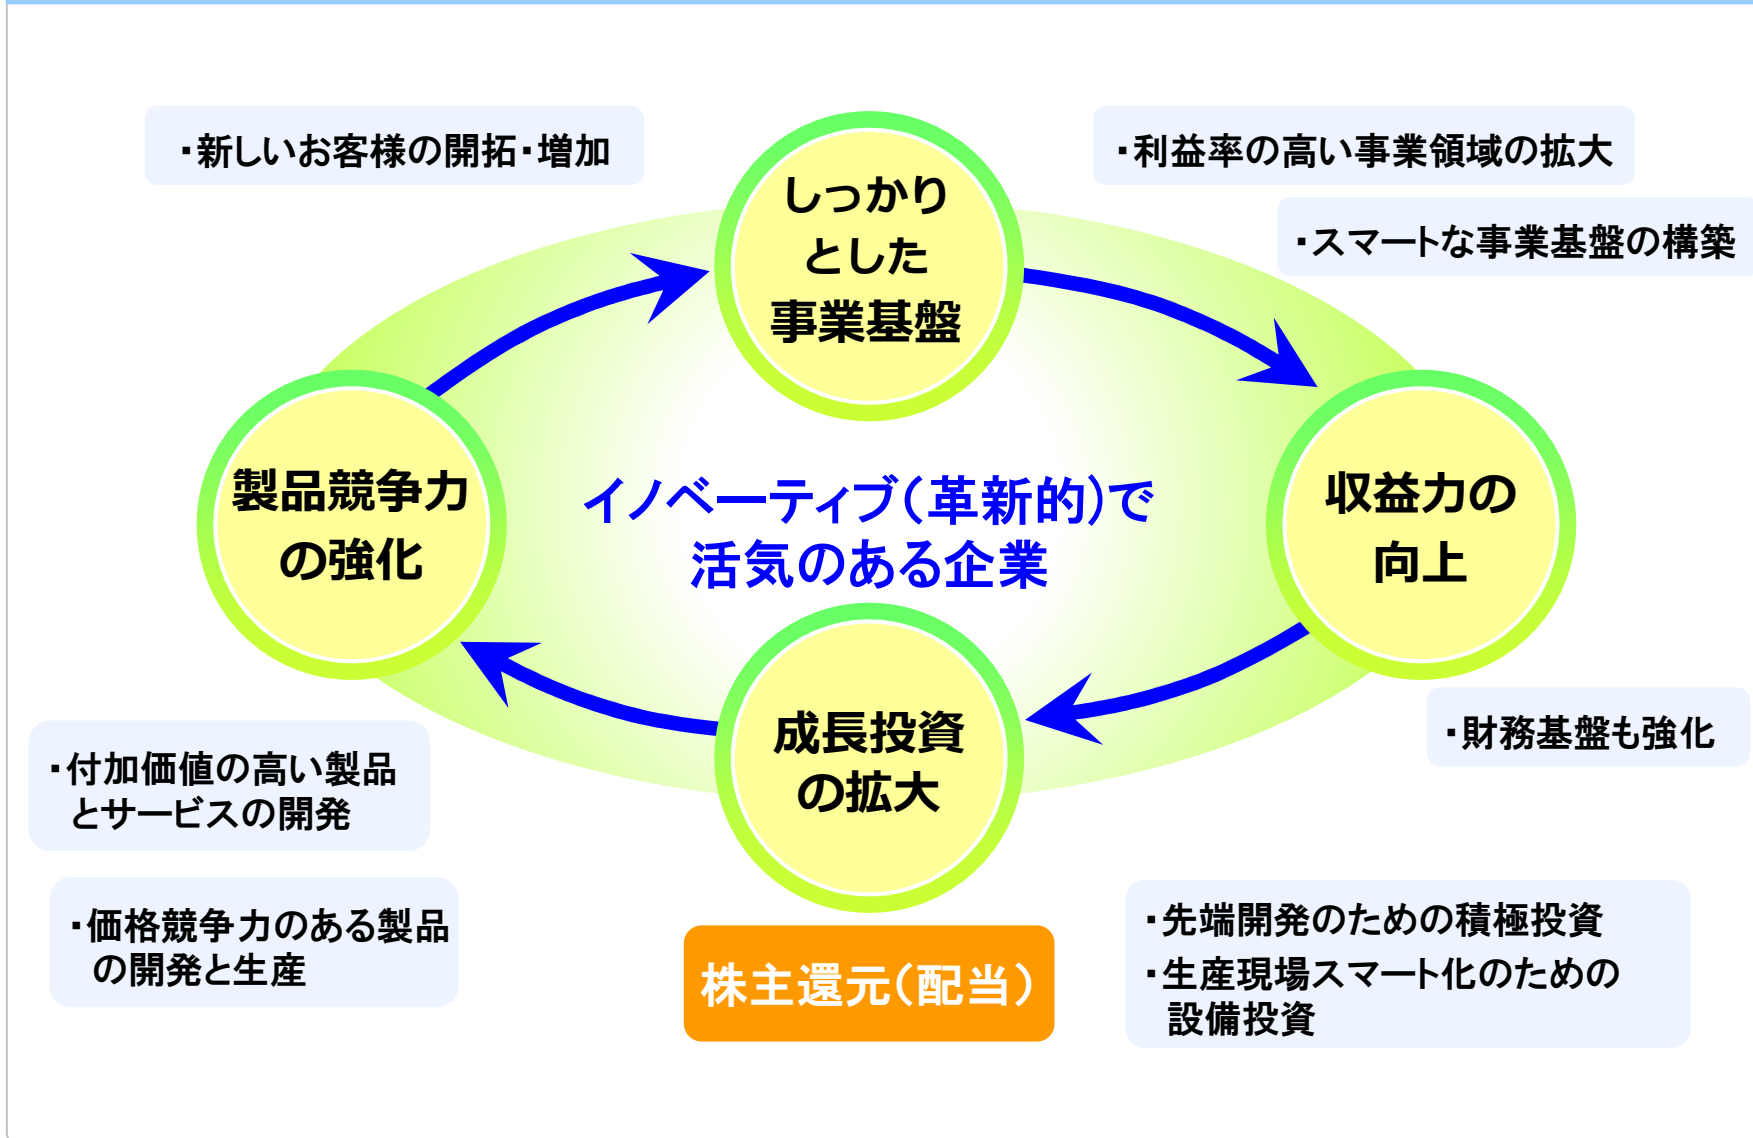 ・新しいお客様の開拓・増加
しっかり
とした
事業基盤
・利益率の高い事業領域の拡大
・スマートな事業基盤の構築
製品競争力
の強化
イノベーティブ（革新的）で
活気のある企業
収益力の
向上
成長投資
の拡大
・財務基盤も強化
・付加価値の高い製品
とサービスの開発
・価格競争力のある製品
の開発と生産
株主還元（配当）
・先端開発のための積極投資
・生産現場スマート化のための
設備投資